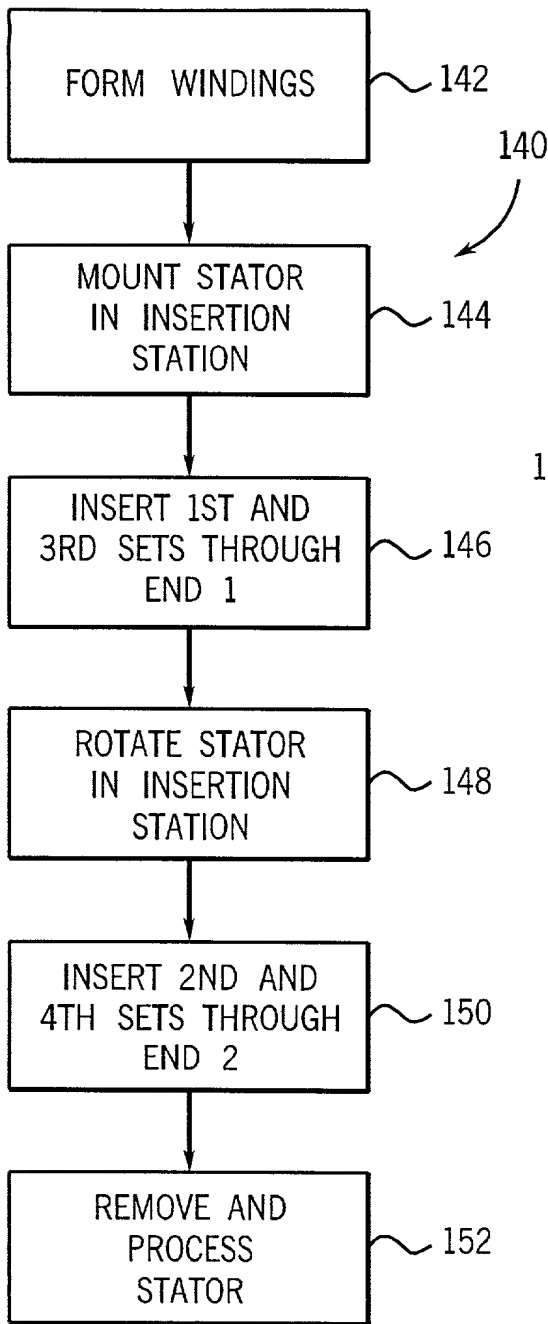 FORM WINDINGS
142
140
MOUNT STATOR
IN INSERTION
STATION
144
1
INSERT 1ST AND
3RD SETS THROUGH
END 1
146
ROTATE STATOR
IN INSERTION
STATION
148
INSERT 2ND AND
4TH SETS THROUGH
END 2
150
REMOVE AND
PROCESS
STATOR
152